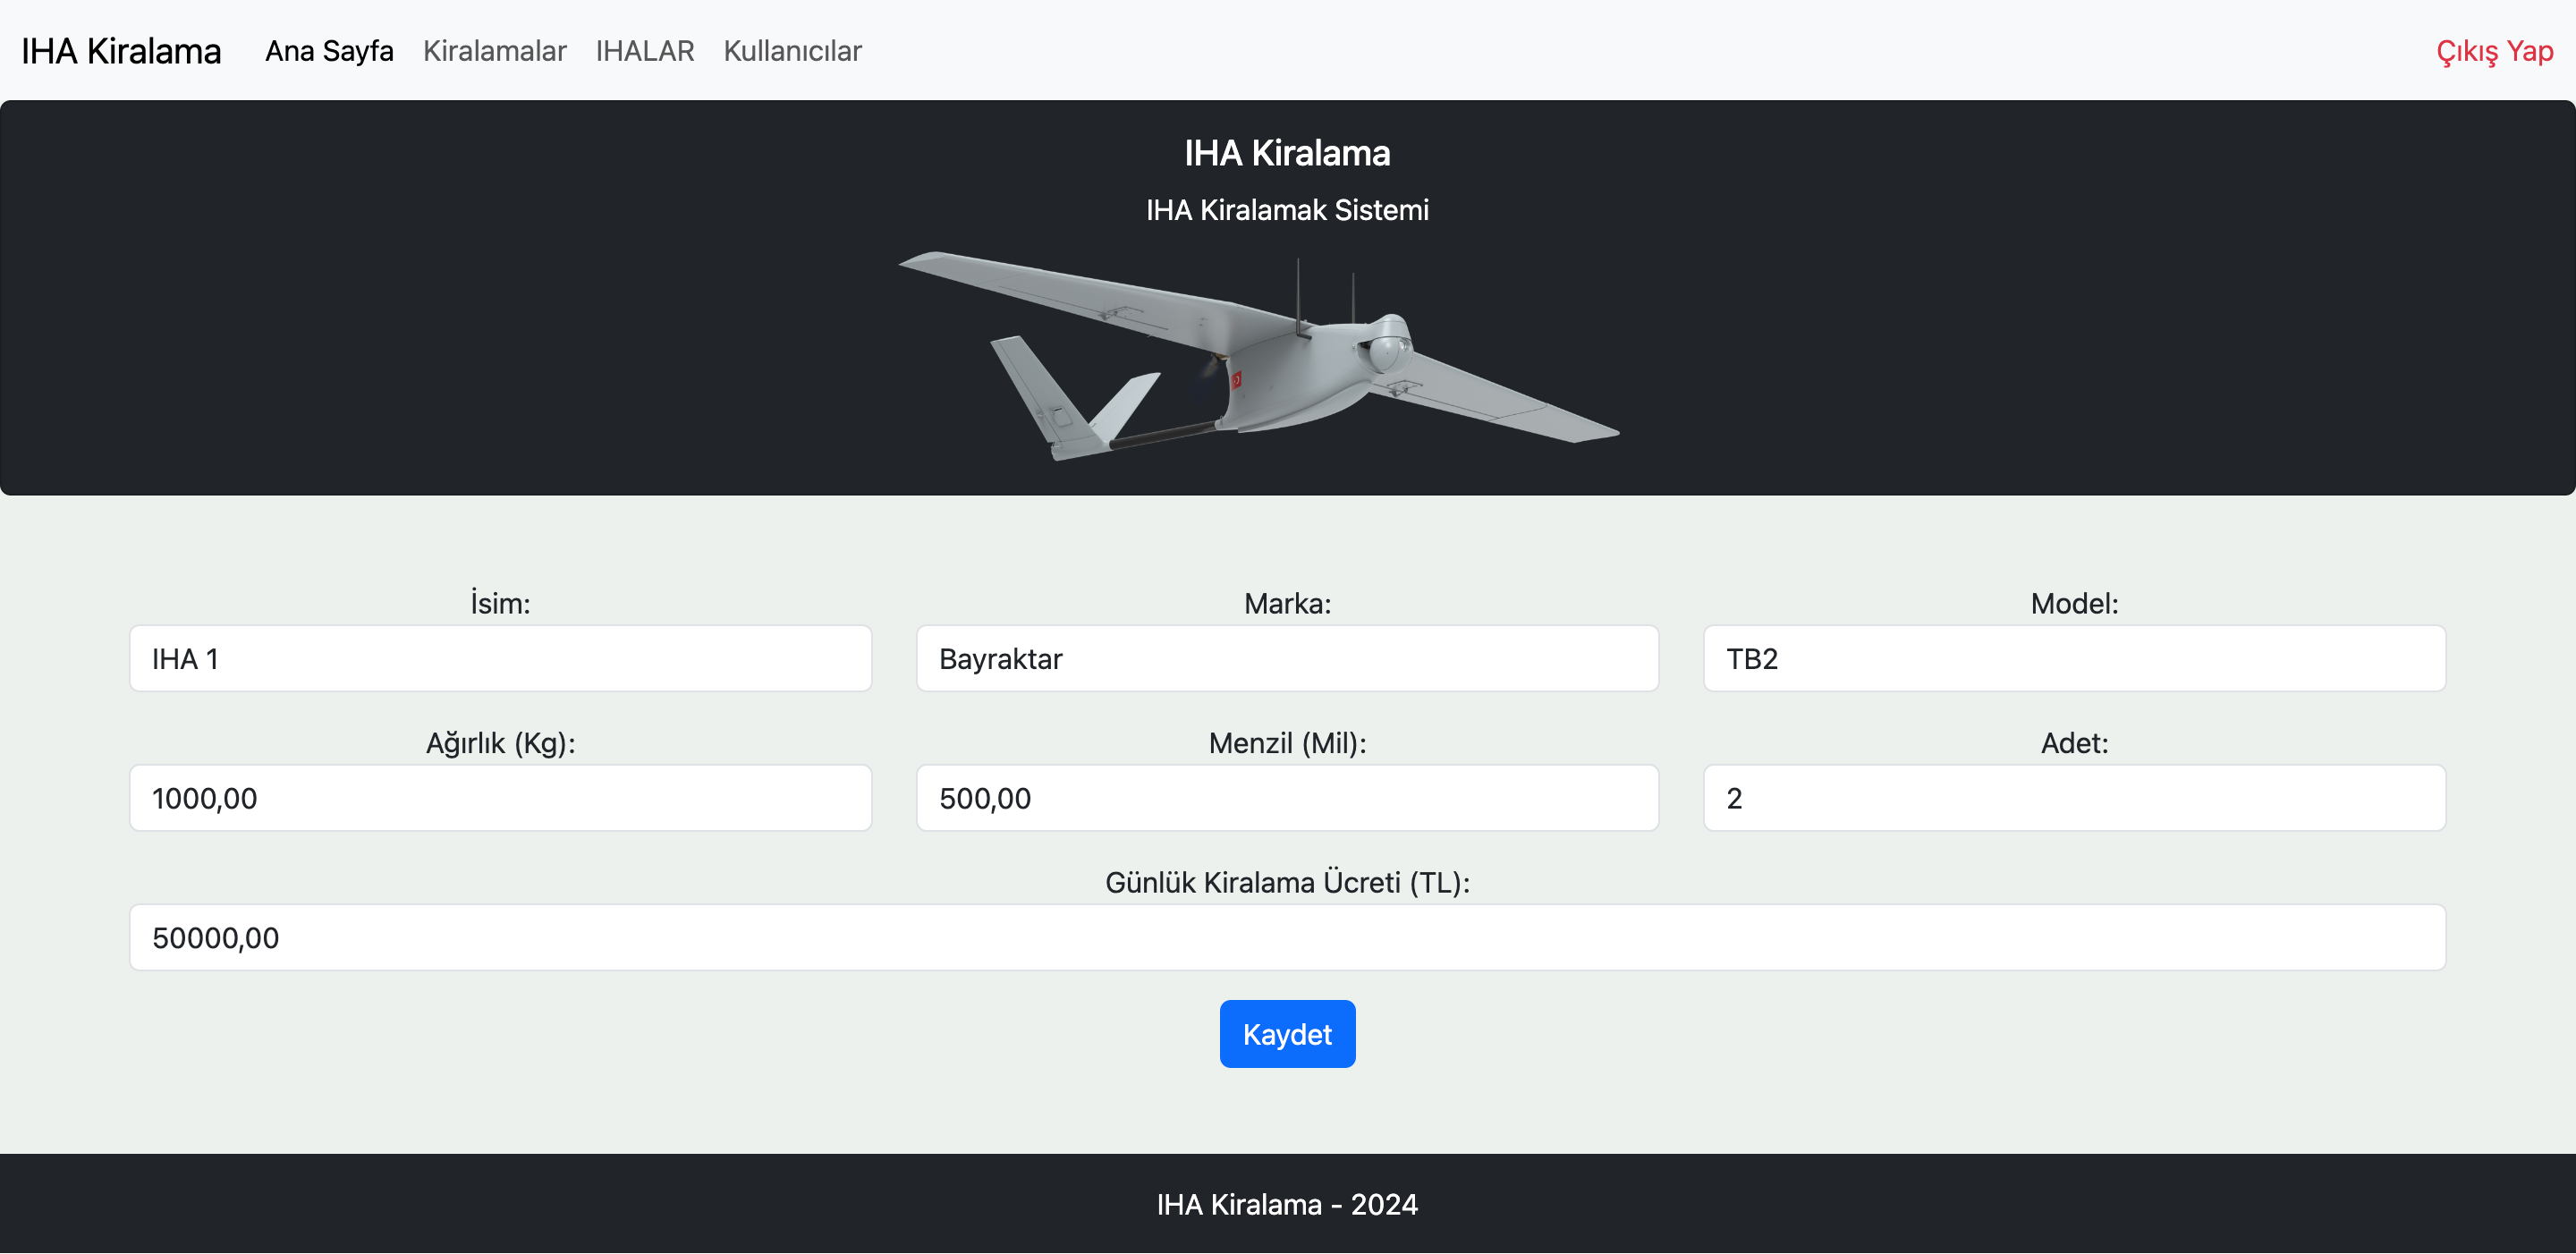 IHA Kiralama Ana Sayfa Kiralamalar IHALAR Kullanıcılar Çıkış Yap
IHA Kiralama
IHA Kiralamak Sistemi
İsim: Marka: Model:
IHA 1 Bayraktar TB2
Ağırlık (Kg): Menzil (Mil): Adet:
1000,00 500,00 2
Günlük Kiralama Ücreti (TL):
50000,00
Kaydet
IHA Kiralama - 2024